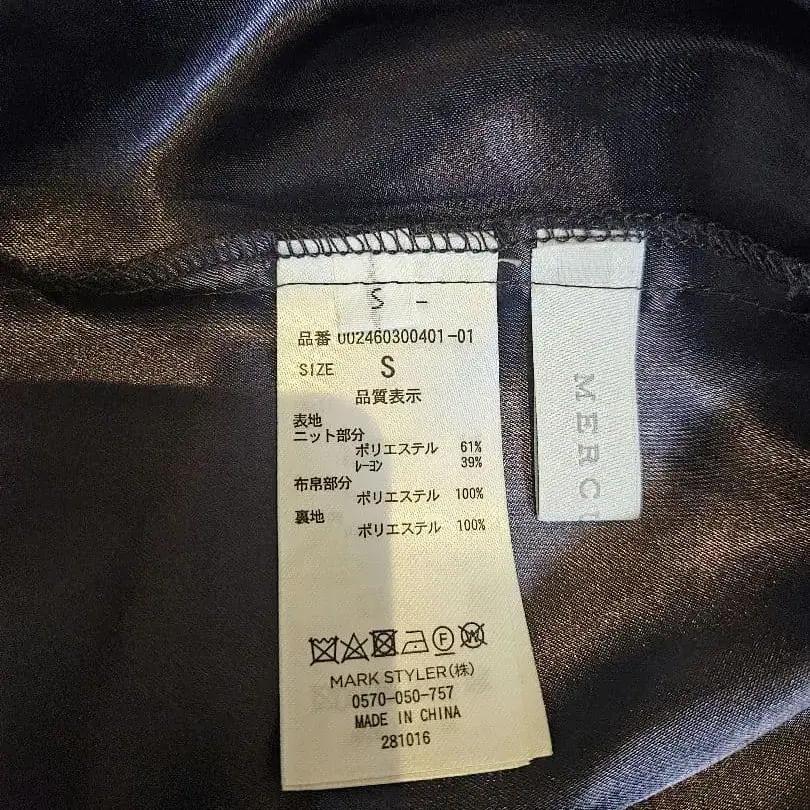 S -
品番 002460300401-01
SIZE S
品質表示
表地
ニット部分
ポリエステル 61%
レーヨン 39%
布帛部分
ポリエステル 100%
裏地
ポリエステル 100%
MARK STYLER(株)
0570-050-757
MADE IN CHINA
281016
MERCU